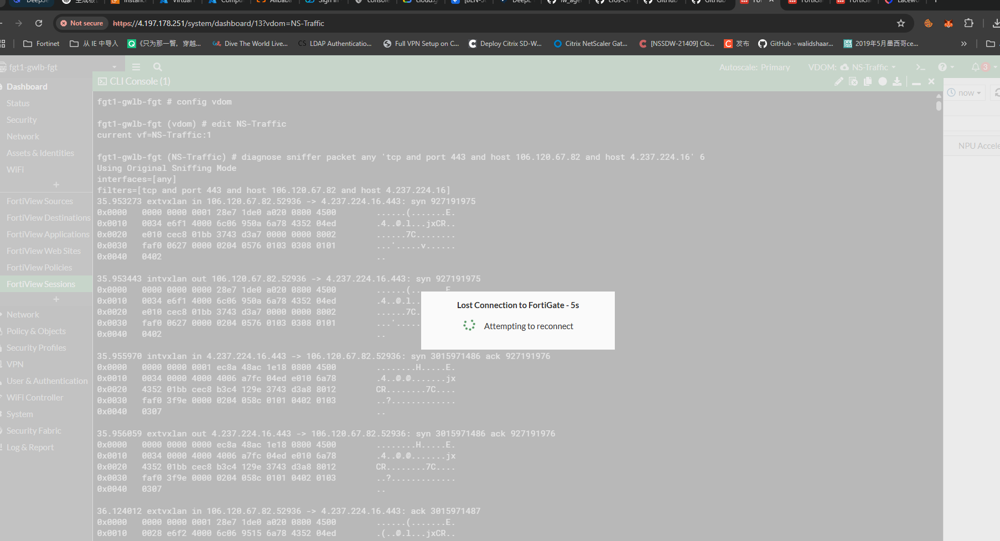 DeepSe
Instance
Virtual
Compu
Alibaba
Sign in
console
cloud.g
DeepL
GitHub
GitHub
Not secure
https://4.197.178.251/system/dashboard/13?vdom=NS-Traffic
Fortinet
从 IE 中导入
《只为那一瞥，穿越...
Dive The World Live...
LDAP Authenticatio...
Full VPN Setup on C...
Deploy Citrix SD-W...
Citrix NetScaler Gat...
[NSSDW-21409] Clo...
发布
GitHub - walidshaar...
2019年5月墨西哥ce...
»
fgt1-gwlb-fgt
Autoscale: Primary
VDOM: NS-Traffic
>_
3
CLI Console (1)
now
NPU Accele
Dashboard
Status
Security
Network
Assets & Identities
WiFi
+
FortiView Sources
FortiView Destinations
FortiView Applications
FortiView Web Sites
FortiView Policies
FortiView Sessions
+
Network
Policy & Objects
Security Profiles
VPN
User & Authentication
WiFi Controller
System
Security Fabric
Log & Report
fgt1-gwlb-fgt # config vdom
fgt1-gwlb-fgt (vdom) # edit NS-Traffic
current vf=NS-Traffic:1
fgt1-gwlb-fgt (NS-Traffic) # diagnose sniffer packet any 'tcp and port 443 and host 106.120.67.82 and host 4.237.224.16' 6
Using Original Sniffing Mode
interfaces=[any]
filters=[tcp and port 443 and host 106.120.67.82 and host 4.237.224.16]
35.953273 extvxlan in 106.120.67.82.52936 -> 4.237.224.16.443: syn 927191975
0x0000 0000 0000 0001 28e7 1de0 a020 0800 4500 ......(.......E.
0x0010 0034 e6f1 4000 6c06 950a 6a78 4352 04ed .4..@.l...jxCR..
0x0020 e010 cec8 01bb 3743 d3a7 0000 0000 8002 ......7C........
0x0030 faf0 0627 0000 0204 0576 0103 0308 0101 ...'.....v......
0x0040 0402 ..
35.953443 intvxlan out 106.120.67.82.52936 -> 4.237.224.16.443: syn 927191975
0x0000 0000 0000 0000 28e7 1de0 a020 0800 4500 ......(..
0x0010 0034 e6f1 4000 6c06 950a 6a78 4352 04ed .4..@.l..
0x0020 e010 cec8 01bb 3743 d3a7 0000 0000 8002 ......7C.
0x0030 faf0 0627 0000 0204 0576 0103 0308 0101 ...'.....
0x0040 0402 ..
35.955970 intvxlan in 4.237.224.16.443 -> 106.120.67.82.52936: syn 3015971486 ack 927191976
0x0000 0000 0000 0001 ec8a 48ac 1e18 0800 4500 ........H.....E.
0x0010 0034 0000 4000 4006 a7fc 04ed e010 6a78 .4..@.@.......jx
0x0020 4352 01bb cec8 b3c4 129e 3743 d3a8 8012 CR........7C....
0x0030 faf0 3f9e 0000 0204 058c 0101 0402 0103 ..?.............
0x0040 0307 ..
35.956059 extvxlan out 4.237.224.16.443 -> 106.120.67.82.52936: syn 3015971486 ack 927191976
0x0000 0000 0000 0000 ec8a 48ac 1e18 0800 4500 ........H.....E.
0x0010 0034 0000 4000 4006 a7fc 04ed e010 6a78 .4..@.@.......jx
0x0020 4352 01bb cec8 b3c4 129e 3743 d3a8 8012 CR........7C....
0x0030 faf0 3f9e 0000 0204 058c 0101 0402 0103 ..?.............
0x0040 0307 ..
36.124012 extvxlan in 106.120.67.82.52936 -> 4.237.224.16.443: ack 3015971487
0x0000 0000 0000 0001 28e7 1de0 a020 0800 4500 ......(.......E.
0x0010 0028 e6f2 4000 6c06 9515 6a78 4352 04ed .(..@.l...jxCR..
Lost Connection to FortiGate - 5s
Attempting to reconnect